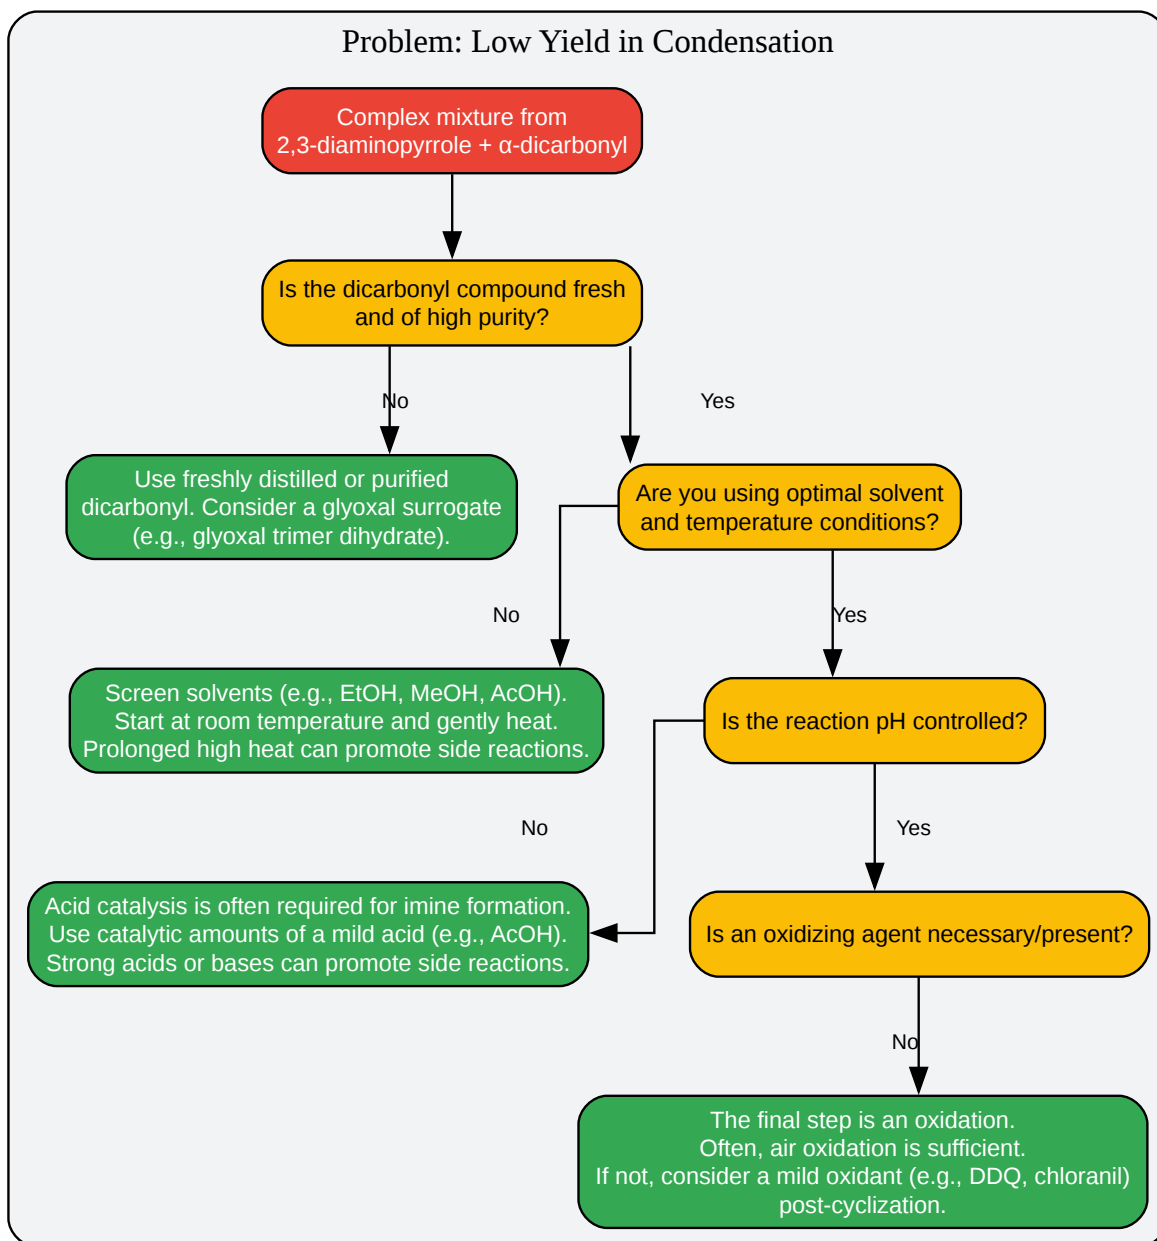 Problem: Low Yield in Condensation
Complex mixture from
2,3-diaminopyrrole + α-dicarbonyl
Is the dicarbonyl compound fresh
and of high purity?
No
Yes
Use freshly distilled or purified
dicarbonyl. Consider a glyoxal surrogate
(e.g., glyoxal trimer dihydrate).
Are you using optimal solvent
and temperature conditions?
No
Yes
Screen solvents (e.g., EtOH, MeOH, AcOH).
Start at room temperature and gently heat.
Prolonged high heat can promote side reactions.
Is the reaction pH controlled?
No
Yes
Acid catalysis is often required for imine formation.
Use catalytic amounts of a mild acid (e.g., AcOH).
Strong acids or bases can promote side reactions.
Is an oxidizing agent necessary/present?
No
The final step is an oxidation.
Often, air oxidation is sufficient.
If not, consider a mild oxidant (e.g., DDQ, chloranil)
post-cyclization.